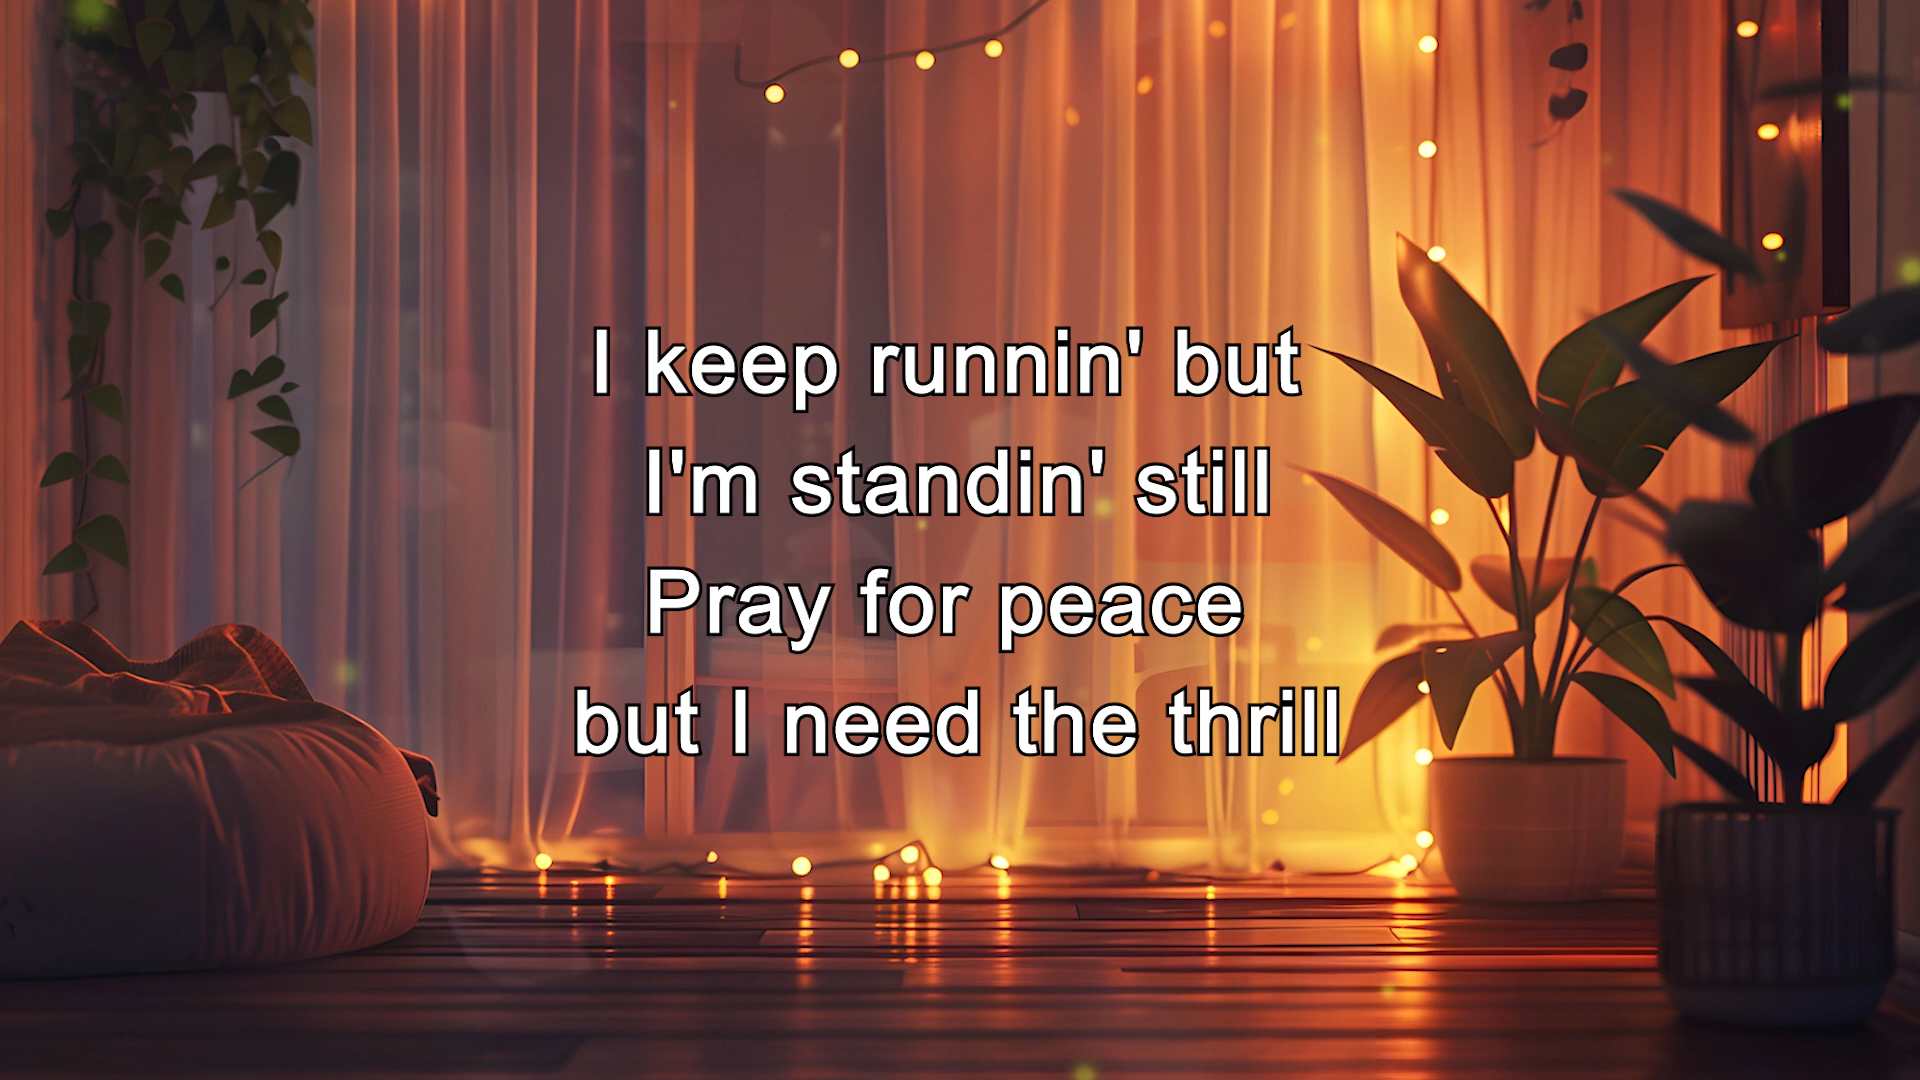 I keep runnin' but
I'm standin' still
Pray for peace
but I need the thrill